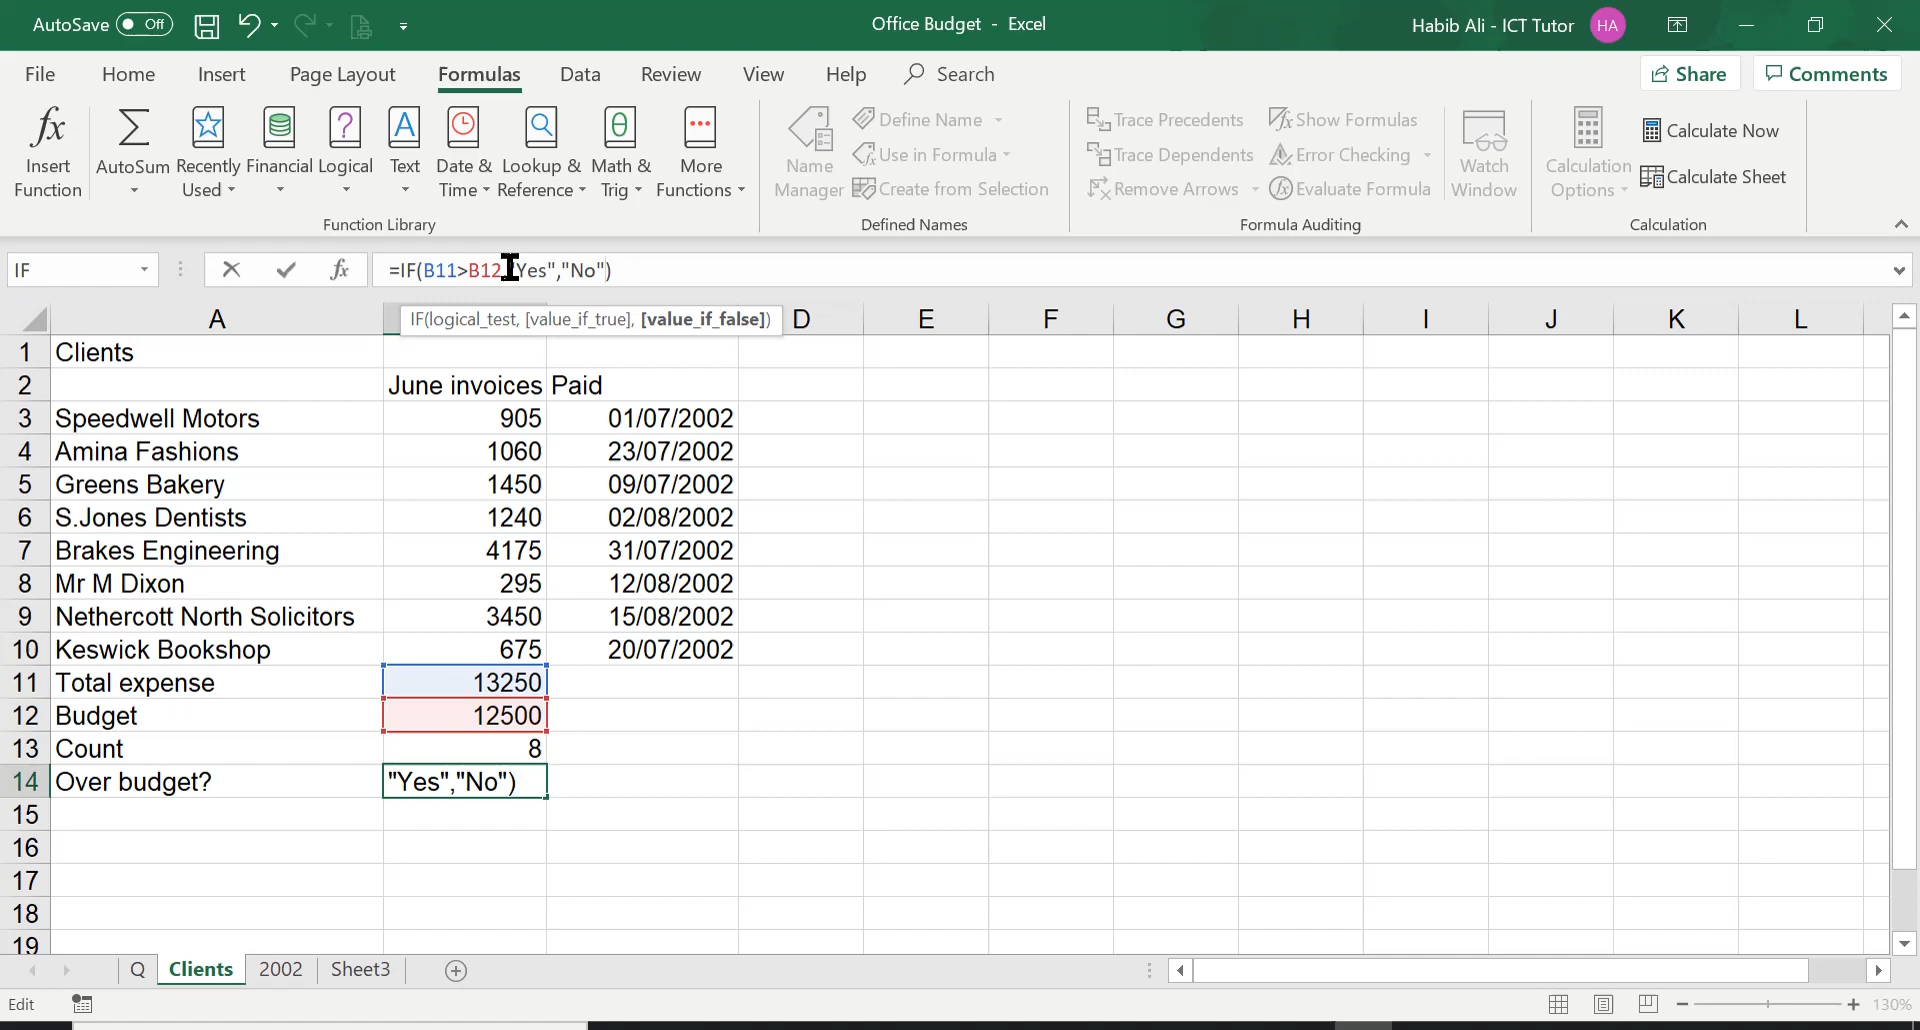 AutoSave Off
Office Budget - Excel
Habib Ali - ICT Tutor HA
File Home Insert Page Layout Formulas Data Review View Help Search
Share Comments
Insert Function
AutoSum
Recently Used
Financial
Logical
Text
Date & Time
Lookup & Reference
Math & Trig
More Functions
Function Library
Name Manager
Define Name
Use in Formula
Create from Selection
Defined Names
Trace Precedents
Trace Dependents
Remove Arrows
Show Formulas
Error Checking
Evaluate Formula
Watch Window
Formula Auditing
Calculation Options
Calculate Now
Calculate Sheet
Calculation
IF
fx
=IF(B11>B12,"Yes","No")
IF(logical_test, [value_if_true], [value_if_false])
A D E F G H I J K L
1 Clients
2 June invoices Paid
3 Speedwell Motors 905 01/07/2002
4 Amina Fashions 1060 23/07/2002
5 Greens Bakery 1450 09/07/2002
6 S.Jones Dentists 1240 02/08/2002
7 Brakes Engineering 4175 31/07/2002
8 Mr M Dixon 295 12/08/2002
9 Nethercott North Solicitors 3450 15/08/2002
10 Keswick Bookshop 675 20/07/2002
11 Total expense 13250
12 Budget 12500
13 Count 8
14 Over budget? "Yes","No")
15
16
17
18
19
Q Clients 2002 Sheet3
Edit
130%